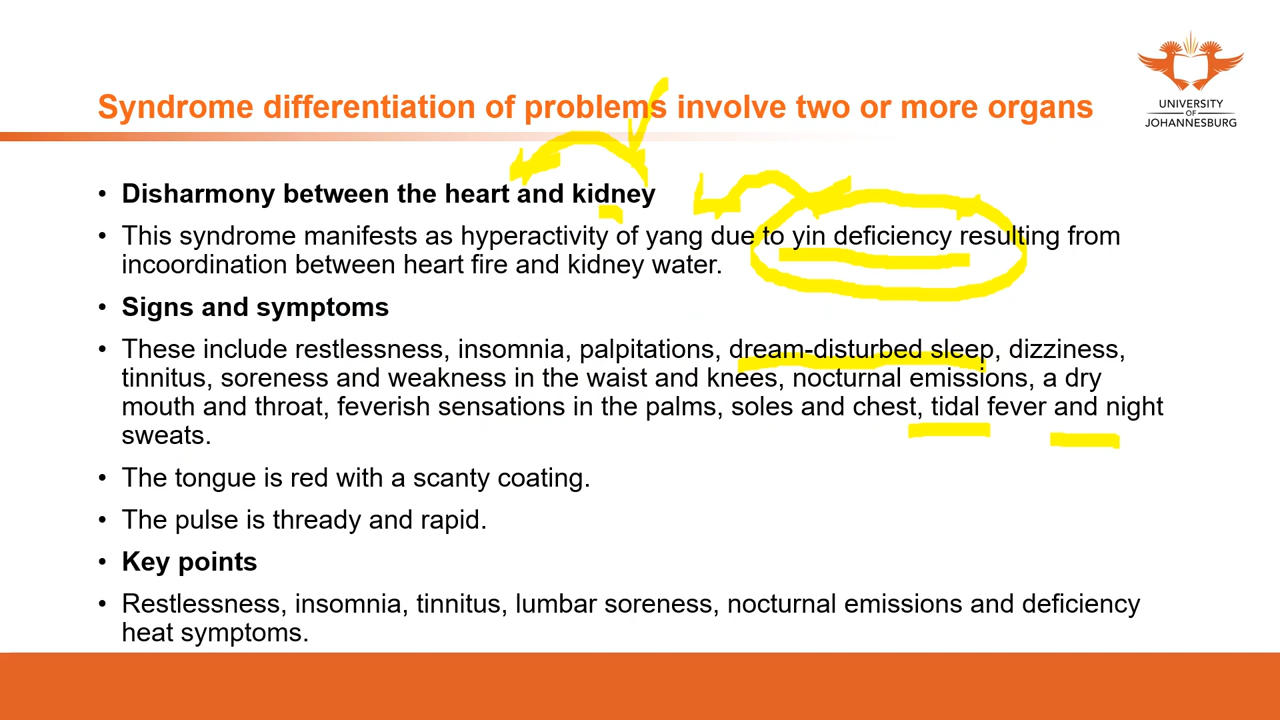 UNIVERSITY
OF
JOHANNESBURG
Syndrome differentiation of problems involve two or more organs
• Disharmony between the heart and kidney
• This syndrome manifests as hyperactivity of yang due to yin deficiency resulting from
incoordination between heart fire and kidney water.
• Signs and symptoms
• These include restlessness, insomnia, palpitations, dream-disturbed sleep, dizziness,
tinnitus, soreness and weakness in the waist and knees, nocturnal emissions, a dry
mouth and throat, feverish sensations in the palms, soles and chest, tidal fever and night
sweats.
• The tongue is red with a scanty coating.
• The pulse is thready and rapid.
• Key points
• Restlessness, insomnia, tinnitus, lumbar soreness, nocturnal emissions and deficiency
heat symptoms.